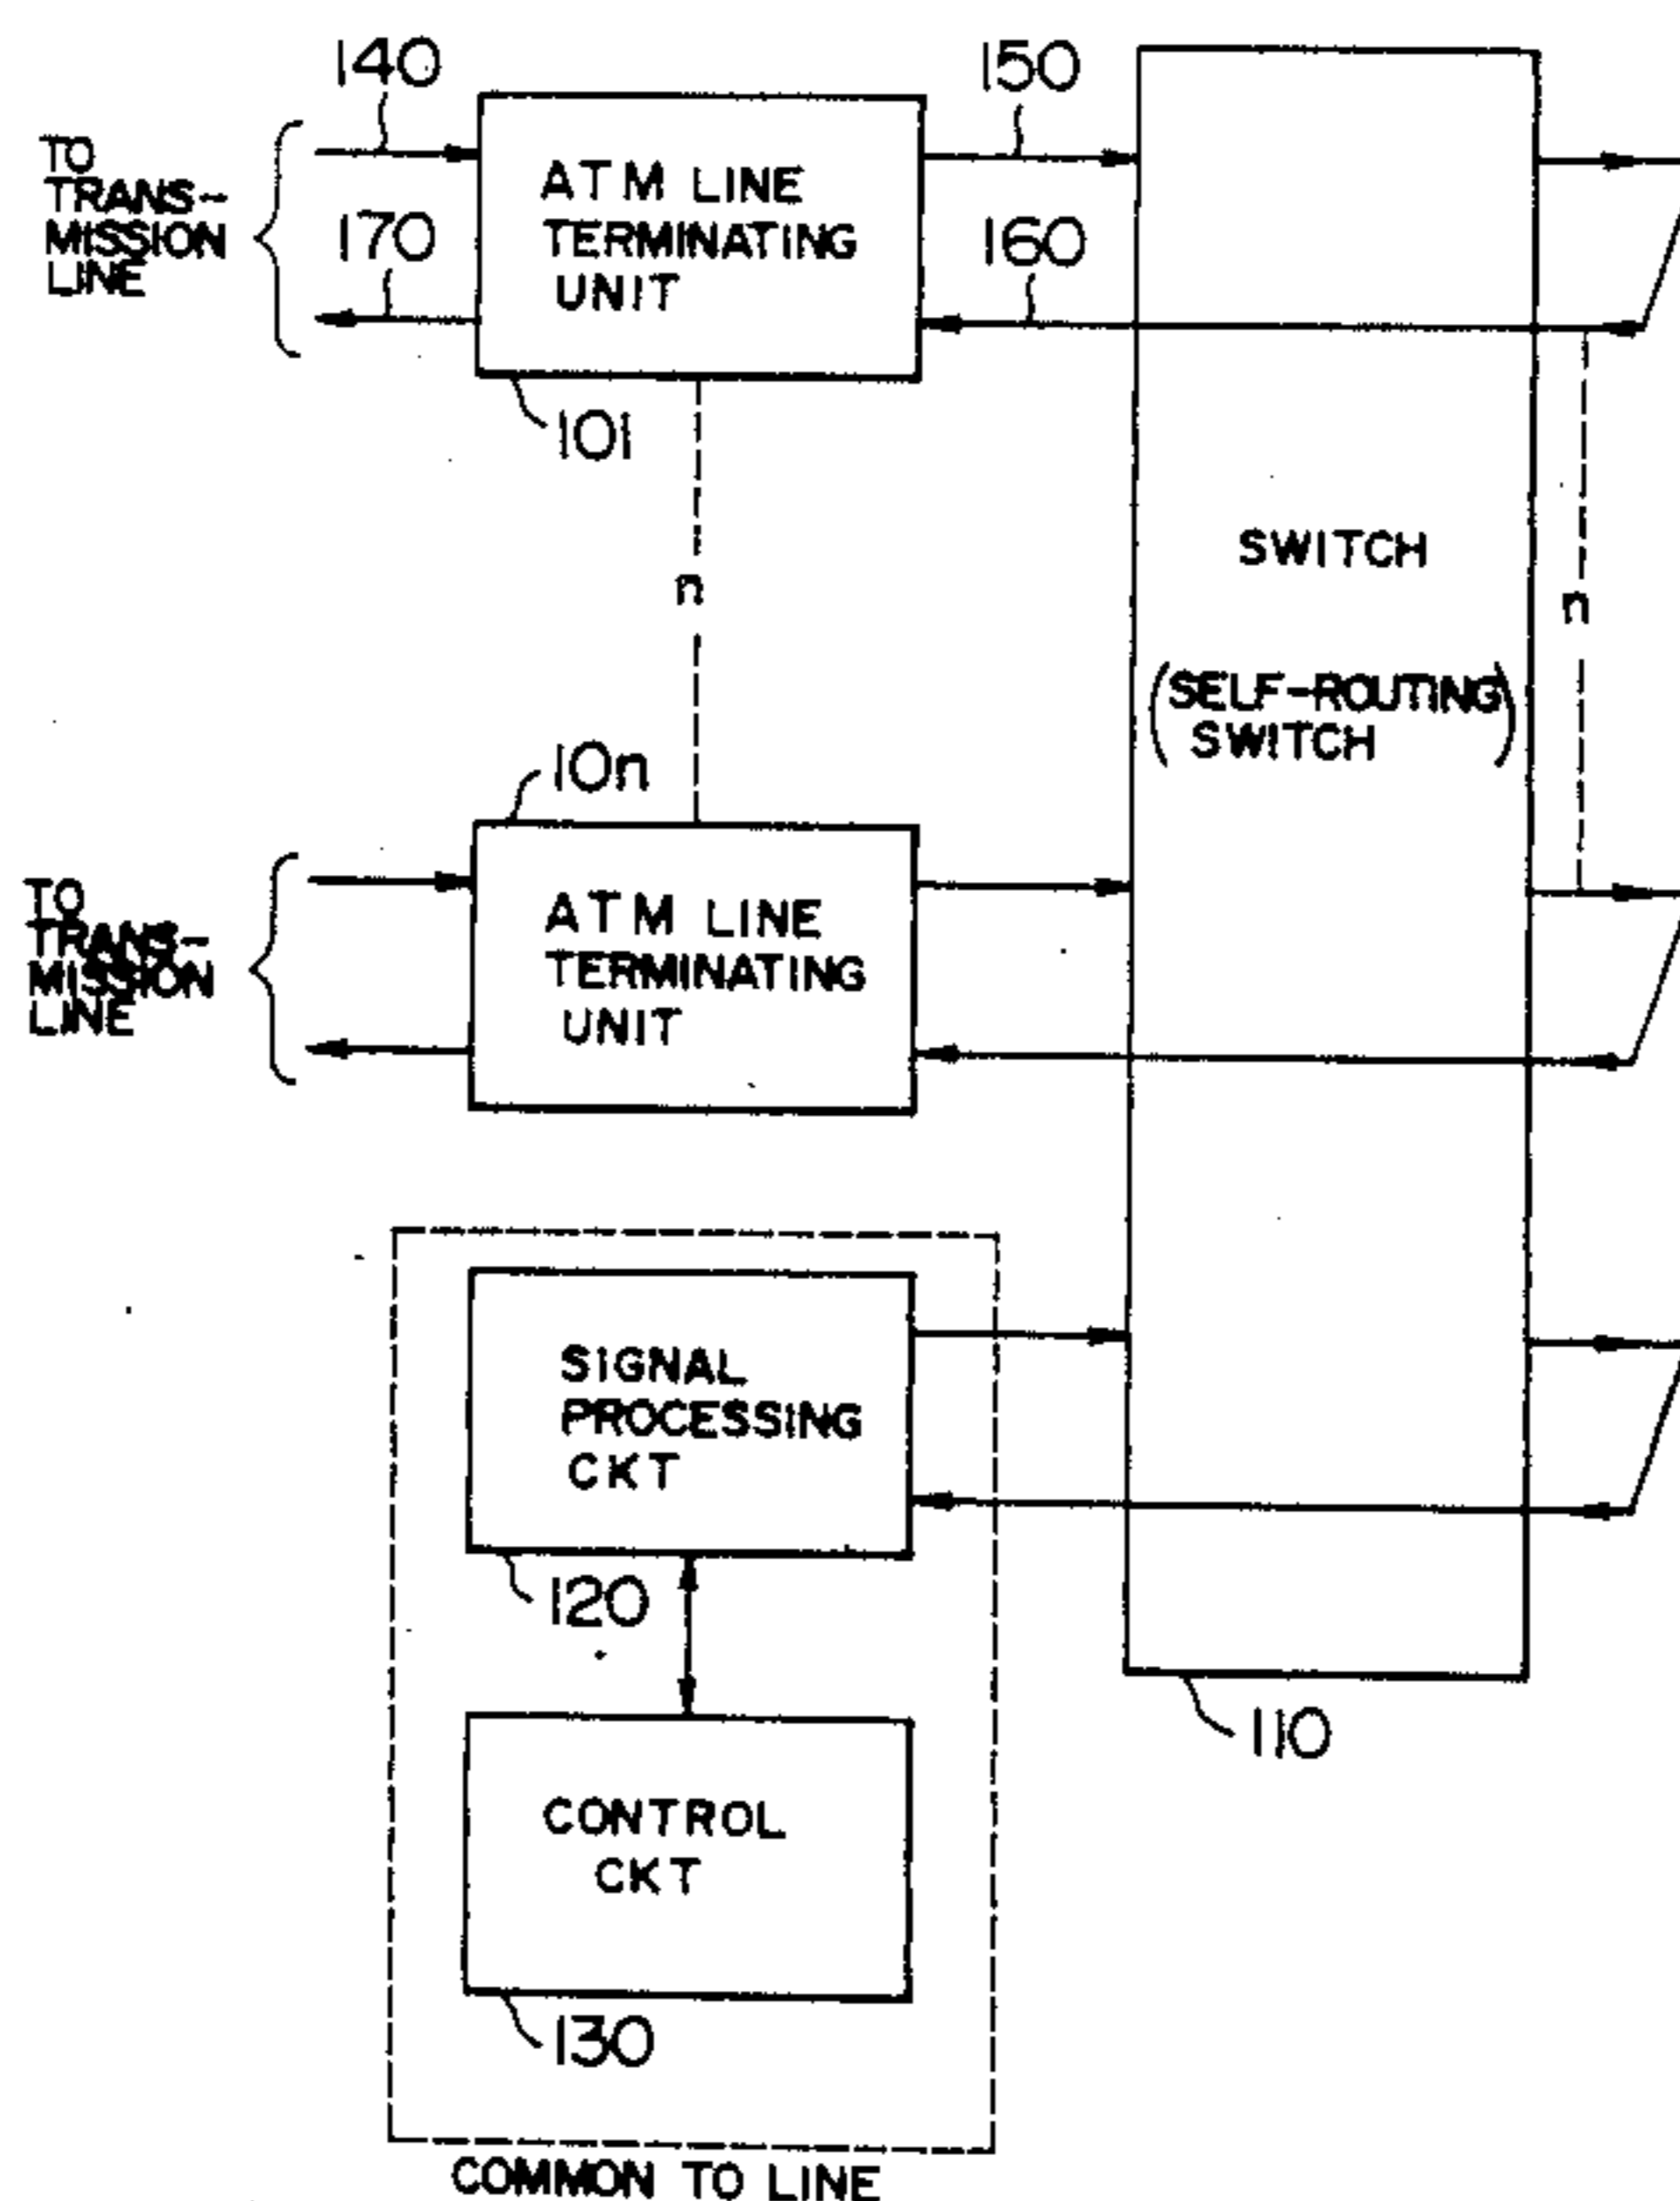 140
150
TO
TRANS-
MISSION
LINE
170
ATM LINE
TERMINATING
UNIT
160
101
n
n
SWITCH
(SELF-ROUTING
SWITCH)
10n
TO
TRANS-
MISSION
LINE
ATM LINE
TERMINATING
UNIT
SIGNAL
PROCESSING
CKT
120
110
CONTROL
CKT
130
COMMON TO LINE